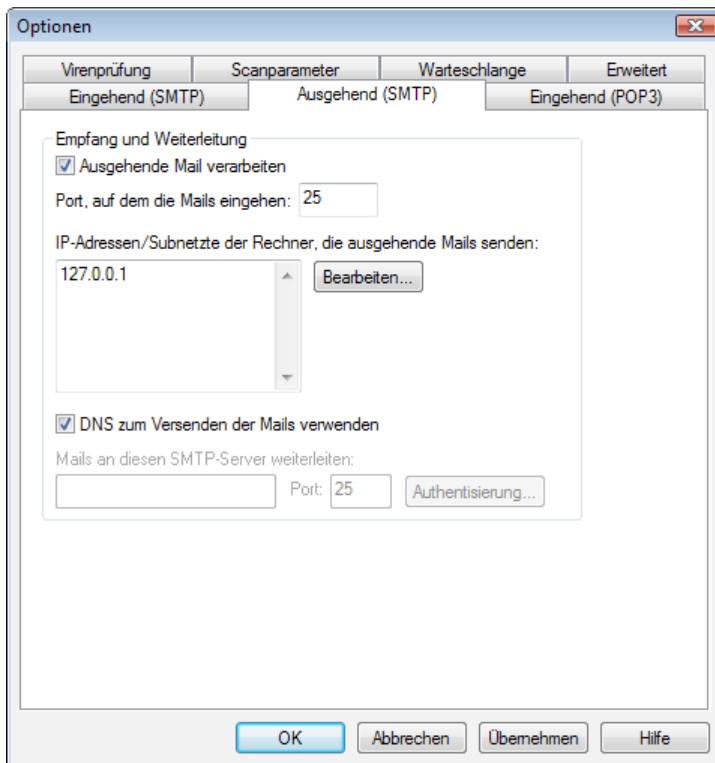 Optionen
Virenprüfung Scanparameter Warteschlange Erweitert
Eingehend (SMTP) Ausgehend (SMTP) Eingehend (POP3)
Empfang und Weiterleitung
Ausgehende Mail verarbeiten
Port, auf dem die Mails eingehen: 25
IP-Adressen/Subnetzte der Rechner, die ausgehende Mails senden:
127.0.0.1 Bearbeiten...
DNS zum Versenden der Mails verwenden
Mails an diesen SMTP-Server weiterleiten:
Port: 25 Authentisierung...
OK Abbrechen Übernehmen Hilfe